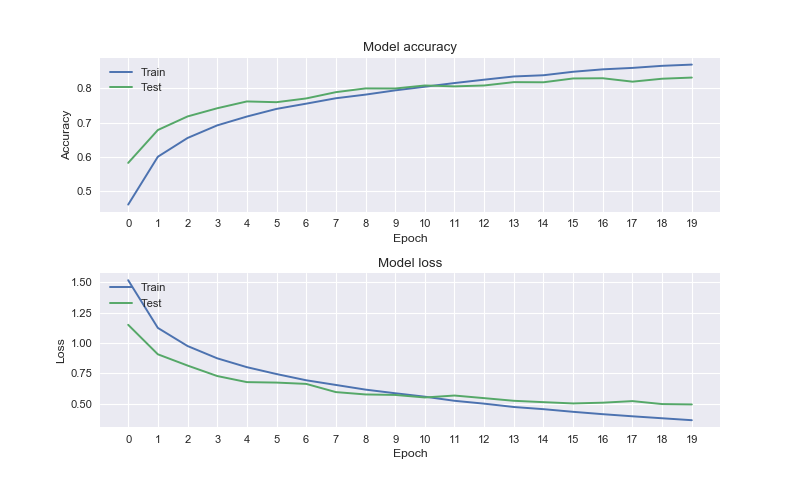 Model accuracy
Train
Test
0.8
0.7
0.6
0.5
Accuracy
0 1 2 3 4 5 6 7 8 9 10 11 12 13 14 15 16 17 18 19
Epoch
Model loss
1.50
Train
Test
1.25
1.00
0.75
0.50
Loss
0 1 2 3 4 5 6 7 8 9 10 11 12 13 14 15 16 17 18 19
Epoch